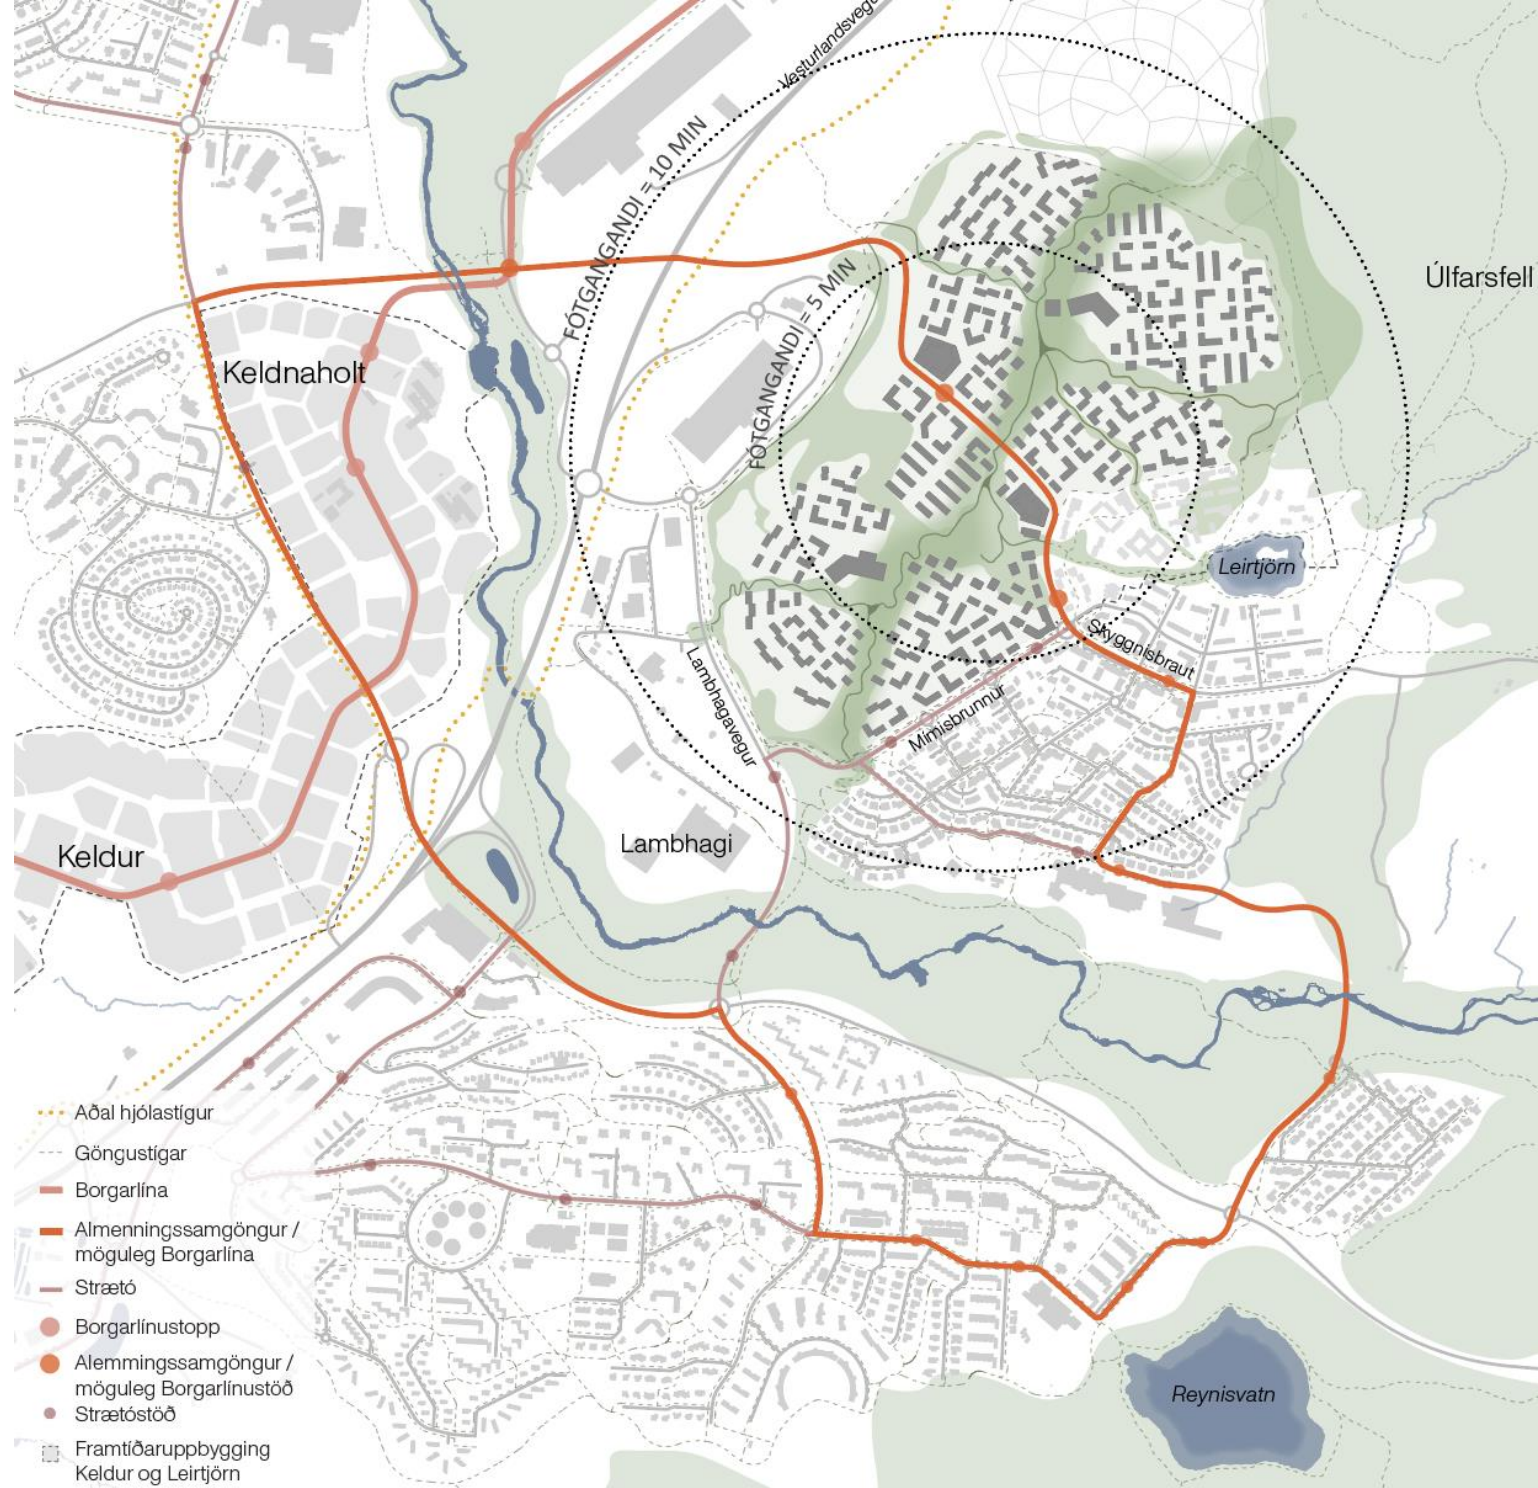 Vesturlandsveg
FÓTGANGANDI = 10 MIN
Úlfarsfell
FÓTGANGANDI = 5 MIN
Keldnaholt
Leirtjörn
Skyggnisbraut
Lambhagavegur
Mímisbrunnur
Lambhagi
Keldur
Reynisvatn
Aðal hjólastígur
Göngustígar
Borgarlína
Almenningssamgöngur /
möguleg Borgarlína
Strætó
Borgarlínustopp
Alemmingssamgöngur /
möguleg Borgarlínustöð
Strætóstöð
Framtíðaruppbygging
Keldur og Leirtjörn